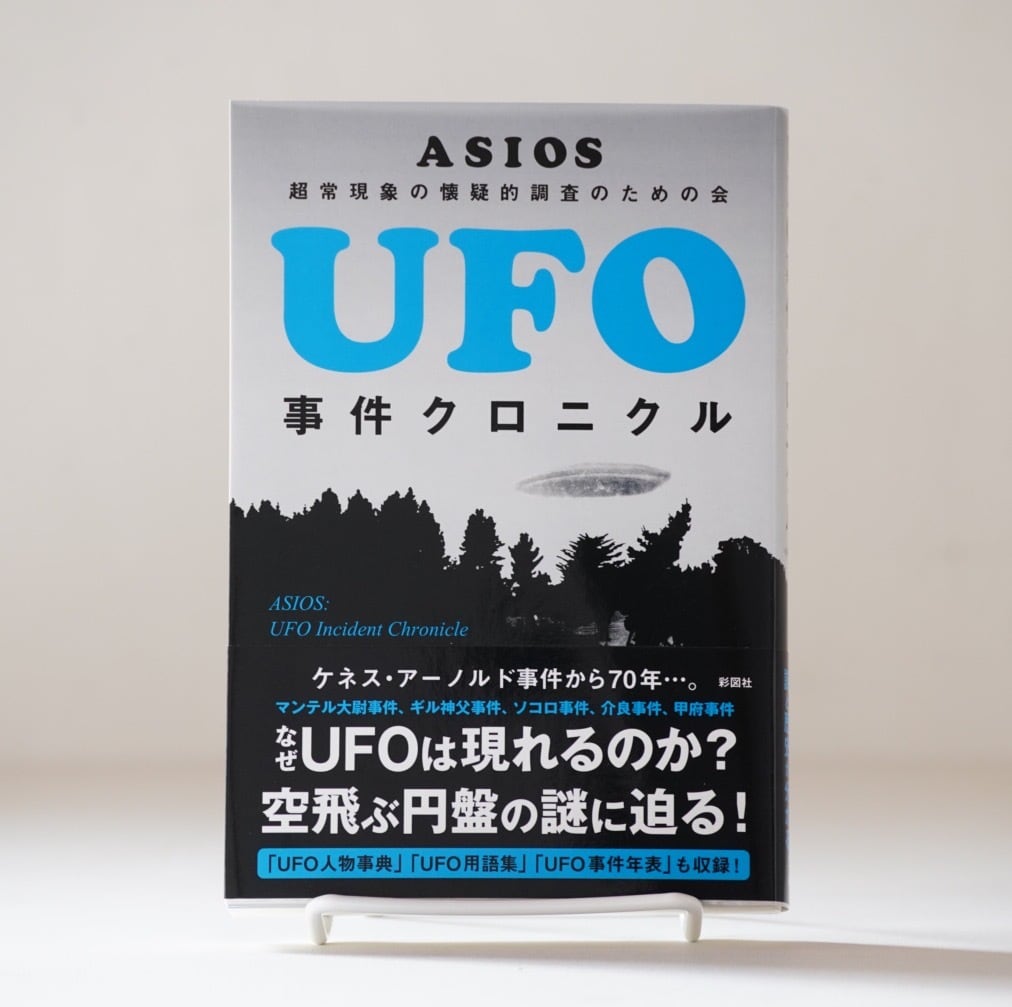 ASIOS
超常現象の懐疑的調査のための会
UFO
事件クロニクル
ASIOS:
UFO Incident Chronicle
ケネス・アーノルド事件から70年…。 彩図社
マンテル大尉事件、ギル神父事件、ソコロ事件、介良事件、甲府事件
なぜUFOは現れるのか?
空飛ぶ円盤の謎に迫る!
「UFO人物事典」「UFO用語集」「UFO事件年表」も収録!